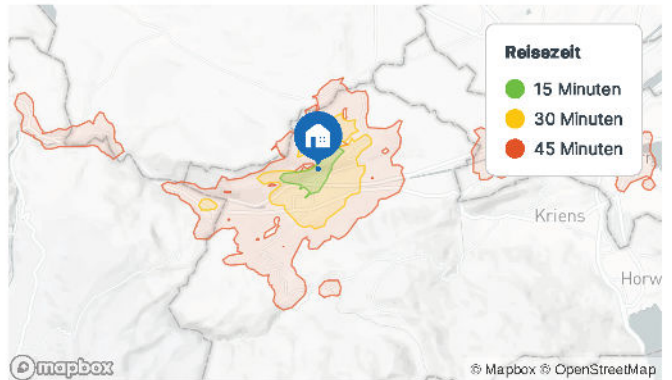 Reisezeit
15 Minuten
30 Minuten
45 Minuten
Kriens
Horw
mapbox
© Mapbox © OpenStreetMap